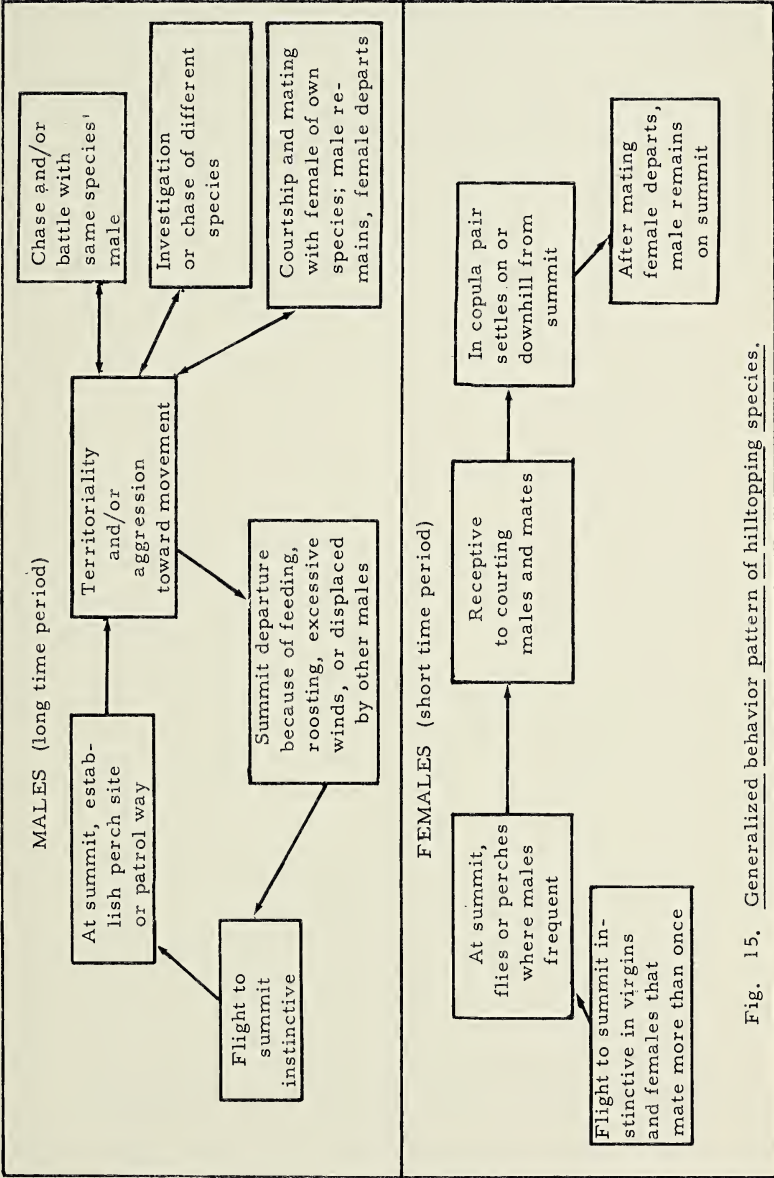 MALES (long time period)
Flight to
summit
instinctive
At summit, estab-
lish perch site
or patrol way
Territoriality
and/or
aggression
toward movement
Chase and/or
battle with
same species'
male
Investigation
or chase of different
species
Courtship and mating
with female of own
species; male re-
mains, female departs
Summit departure
because of feeding,
roosting, excessive
winds, or displaced
by other males
FEMALES (short time period)
Flight to summit in-
stinctive in virgins
and females that
mate more than once
At summit,
flies or perches
where males
frequent
Receptive
to courting
males and mates
In copula pair
settles on or
downhill from
summit
After mating
female departs,
male remains
on summit
Fig. 15. Generalized behavior pattern of hilltopping species.